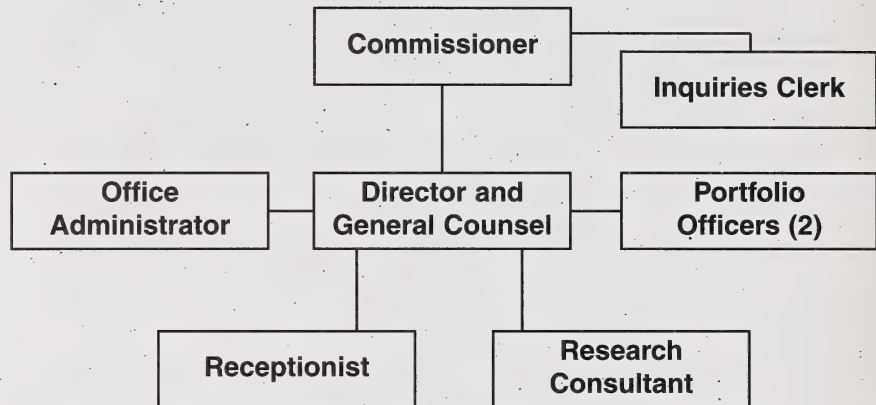 Commissioner
Inquiries Clerk
Office
Administrator
Director and
General Counsel
Portfolio
Officers (2)
Receptionist
Research
Consultant